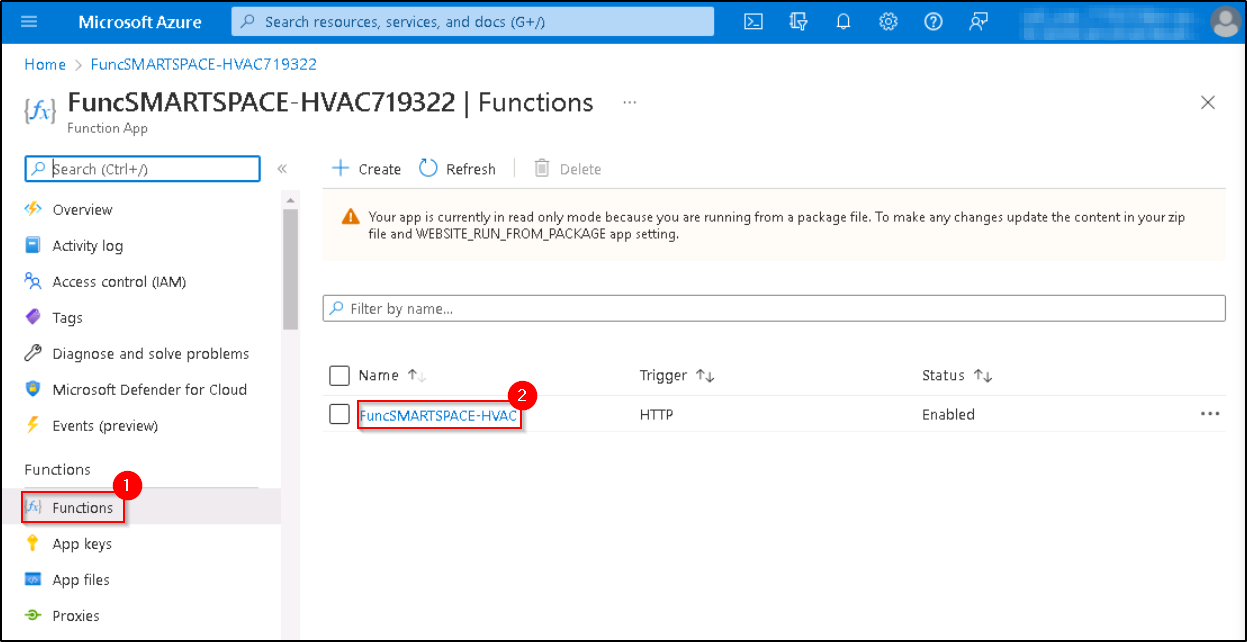 Microsoft Azure
Search resources, services, and docs (G+/)
Home > FuncSMARTSPACE-HVAC719322
{fx} FuncSMARTSPACE-HVAC719322 | Functions ...
Function App
Search (Ctrl+/) «
Create Refresh Delete
Your app is currently in read only mode because you are running from a package file. To make any changes update the content in your zip
file and WEBSITE_RUN_FROM_PACKAGE app setting.
Filter by name...
Name Trigger Status
2
FuncSMARTSPACE-HVAC HTTP Enabled ...
Overview
Activity log
Access control (IAM)
Tags
Diagnose and solve problems
Microsoft Defender for Cloud
Events (preview)
Functions
1
{fx} Functions
App keys
App files
Proxies